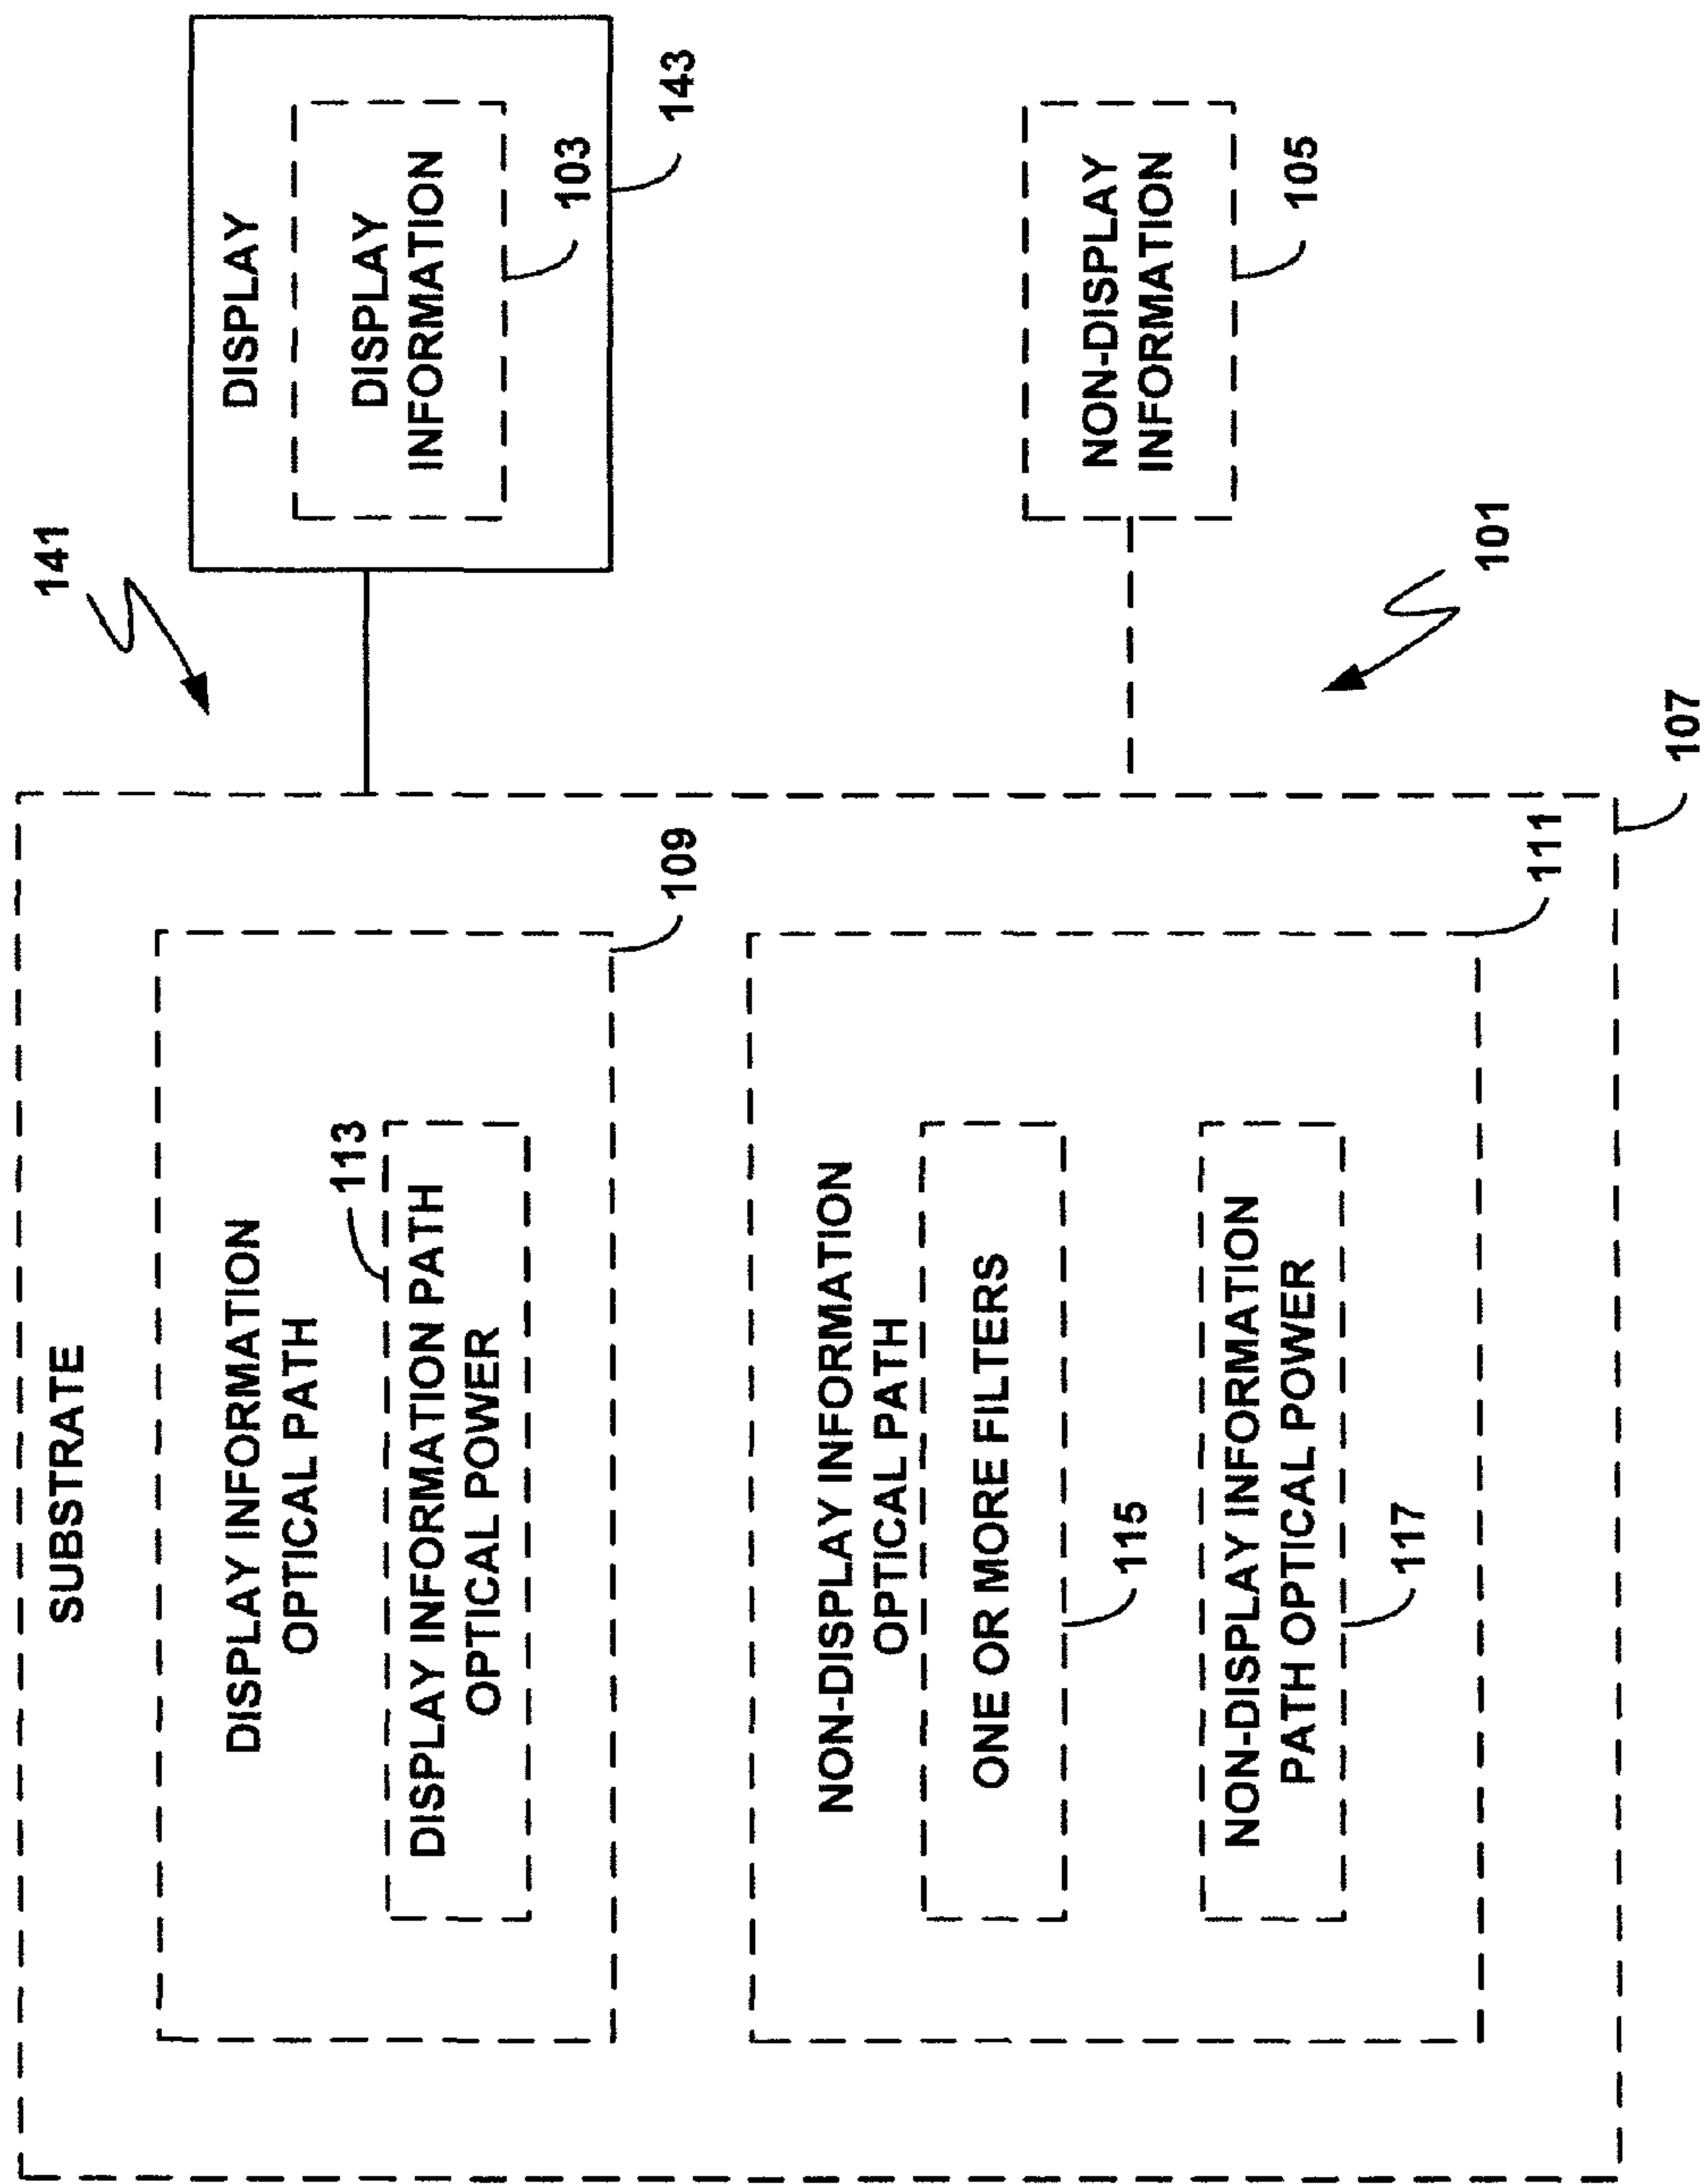 SUBSTRATE
DISPLAY INFORMATION
OPTICAL PATH
113
DISPLAY INFORMATION PATH
OPTICAL POWER
109
NON-DISPLAY INFORMATION
OPTICAL PATH
ONE OR MORE FILTERS
115
NON-DISPLAY INFORMATION
PATH OPTICAL POWER
117
111
107
141
DISPLAY
DISPLAY
INFORMATION
103
143
NON-DISPLAY
INFORMATION
105
101